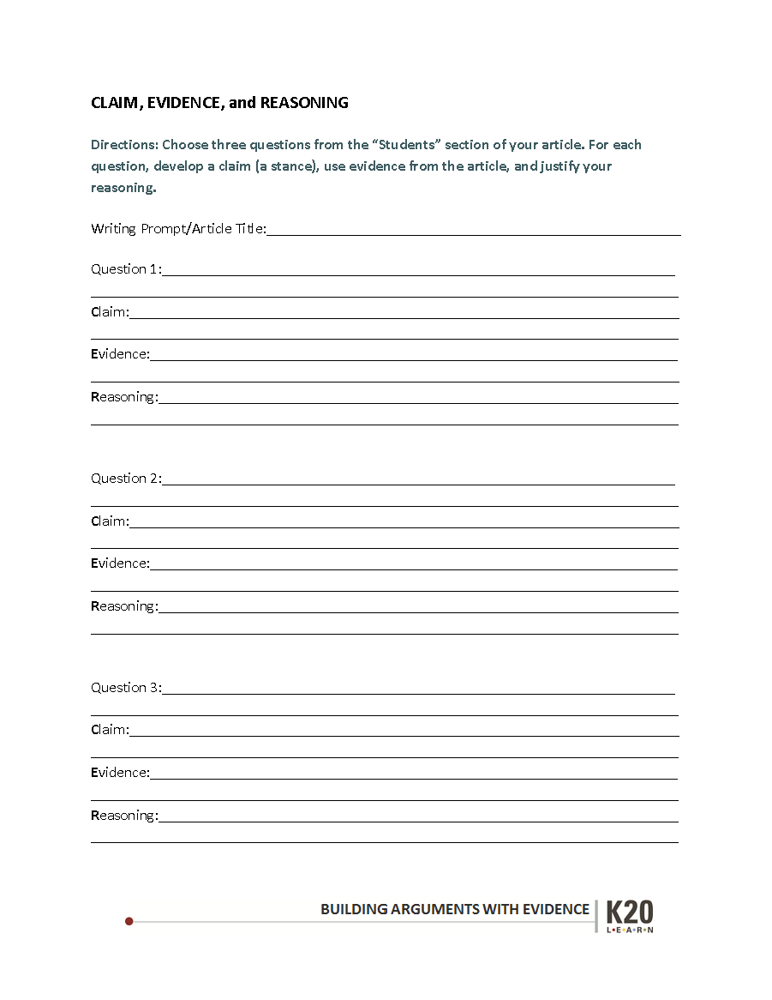 CLAIM, EVIDENCE, and REASONING
Directions: Choose three questions from the “Students” section of your article. For each
question, develop a claim (a stance), use evidence from the article, and justify your
reasoning.
Writing Prompt/Article Title:
Question 1:
Claim:
Evidence:
Reasoning:
Question 2:
Claim:
Evidence:
Reasoning:
Question 3:
Claim:
Evidence:
Reasoning:
BUILDING ARGUMENTS WITH EVIDENCE
K20
L•E•A•R•N